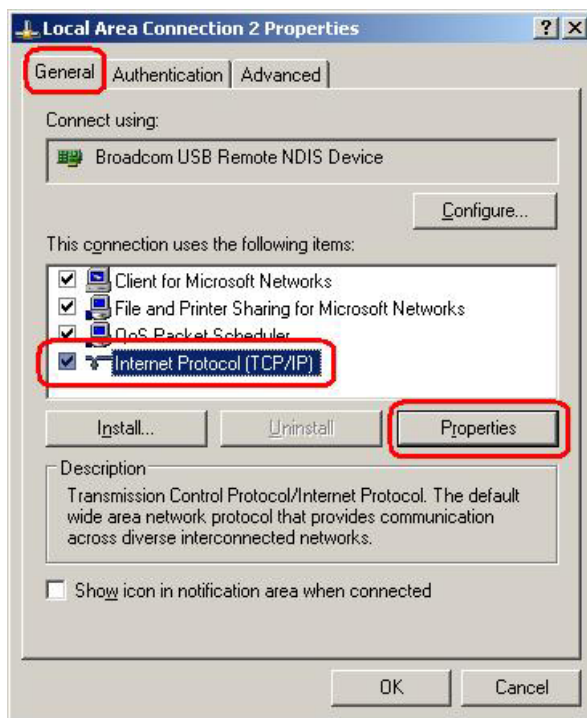 Local Area Connection 2 Properties
General Authentication Advanced
Connect using:
Broadcom USB Remote NDIS Device
Configure...
This connection uses the following items:
Client for Microsoft Networks
File and Printer Sharing for Microsoft Networks
QoS Packet Scheduler
Internet Protocol (TCP/IP)
Install... Uninstall Properties
Description
Transmission Control Protocol/Internet Protocol. The default
wide area network protocol that provides communication
across diverse interconnected networks.
Show icon in notification area when connected
OK Cancel